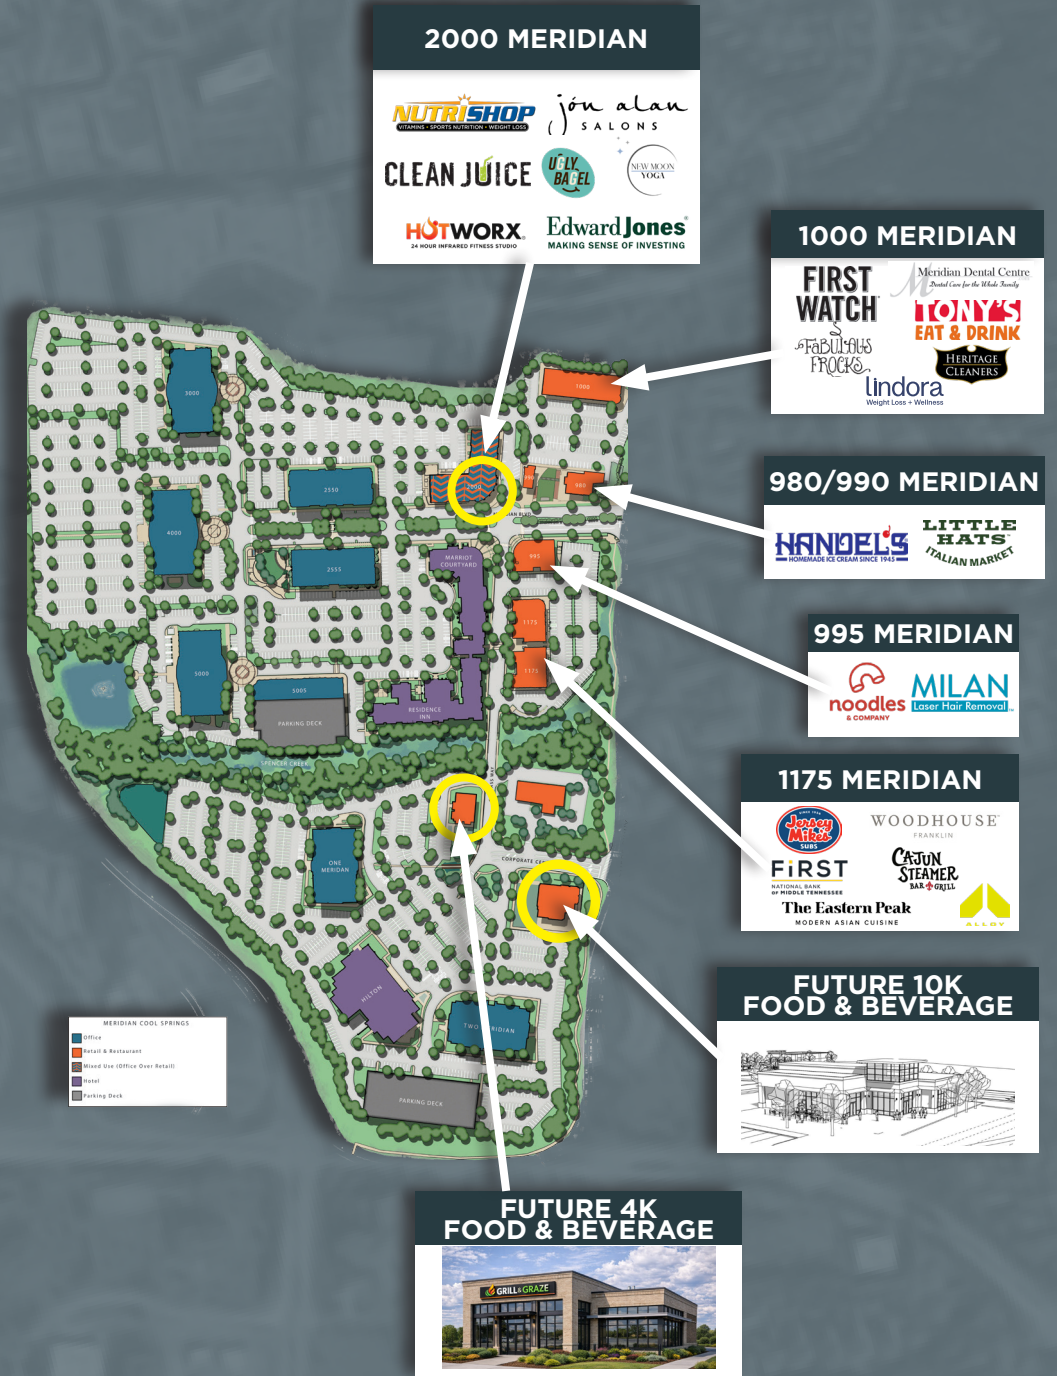 2000 MERIDIAN
NUTRISHOP
VITAMINS • SPORTS NUTRITION • WEIGHT LOSS
jón alan
SALONS
CLEAN JUICE
UGLY
BAGEL
NEW MOON
YOGA
HOTWORX
24 HOUR INFRARED FITNESS STUDIO
Edward Jones®
MAKING SENSE OF INVESTING
1000 MERIDIAN
FIRST
WATCH
M
Meridian Dental Centre
Dental Care for the Whole Family
TONY'S
EAT & DRINK
FABULOUS
FROCKS
HERITAGE
CLEANERS
lindora
Weight Loss + Wellness
980/990 MERIDIAN
HANDEL'S
HOMEMADE ICE CREAM SINCE 1945
LITTLE
HATS
ITALIAN MARKET
995 MERIDIAN
noodles
& COMPANY
MILAN
Laser Hair Removal
1175 MERIDIAN
SINCE 1956
Jersey
Mike's
SUBS
WOODHOUSE
FRANKLIN
FiRST
NATIONAL BANK
OF MIDDLE TENNESSEE
CAJUN
STEAMER
BAR GRILL
The Eastern Peak
MODERN ASIAN CUISINE
ALLOY
FUTURE 10K
FOOD & BEVERAGE
FUTURE 4K
FOOD & BEVERAGE
GRILL & GRAZE
3000
1000
2550
2000
990
980
4000
MARRIOT
COURTYARD
995
2555
1175
1175
5000
5005
PARKING DECK
RESIDENCE
INN
SPENCER CREEK
ONE
MERIDIAN
HILTON
TWO MERIDIAN
PARKING DECK
MERIDIAN COOL SPRINGS
Office
Retail & Restaurant
Mixed Use (Office Over Retail)
Hotel
Parking Deck